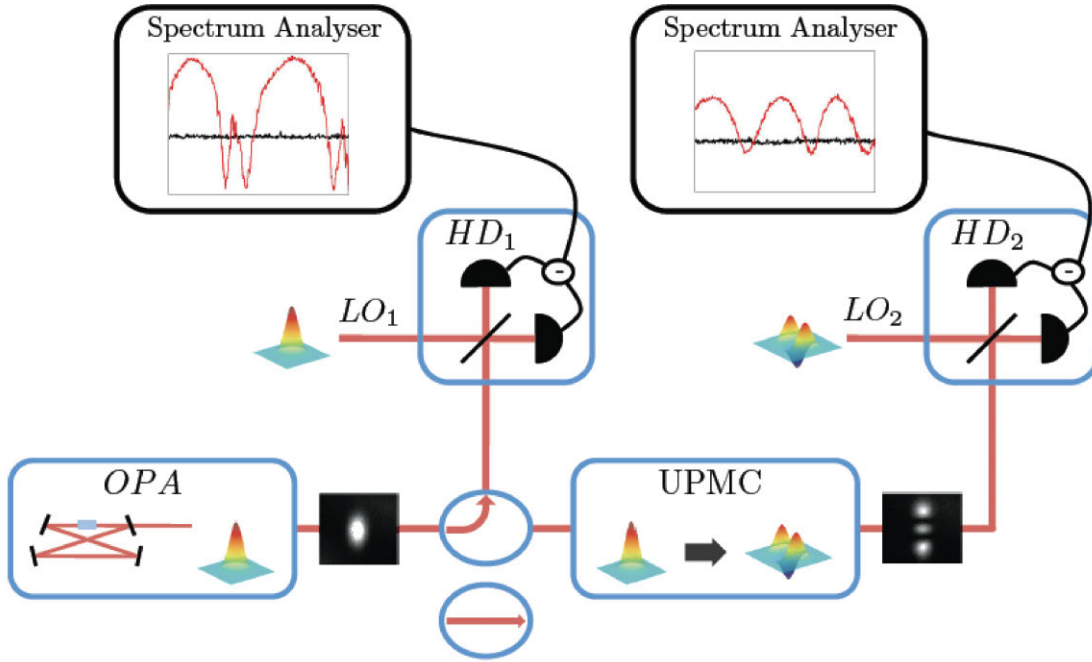 Spectrum Analyser
Spectrum Analyser
HD₁
-
HD₂
-
LO₁
LO₂
OPA
UPMC